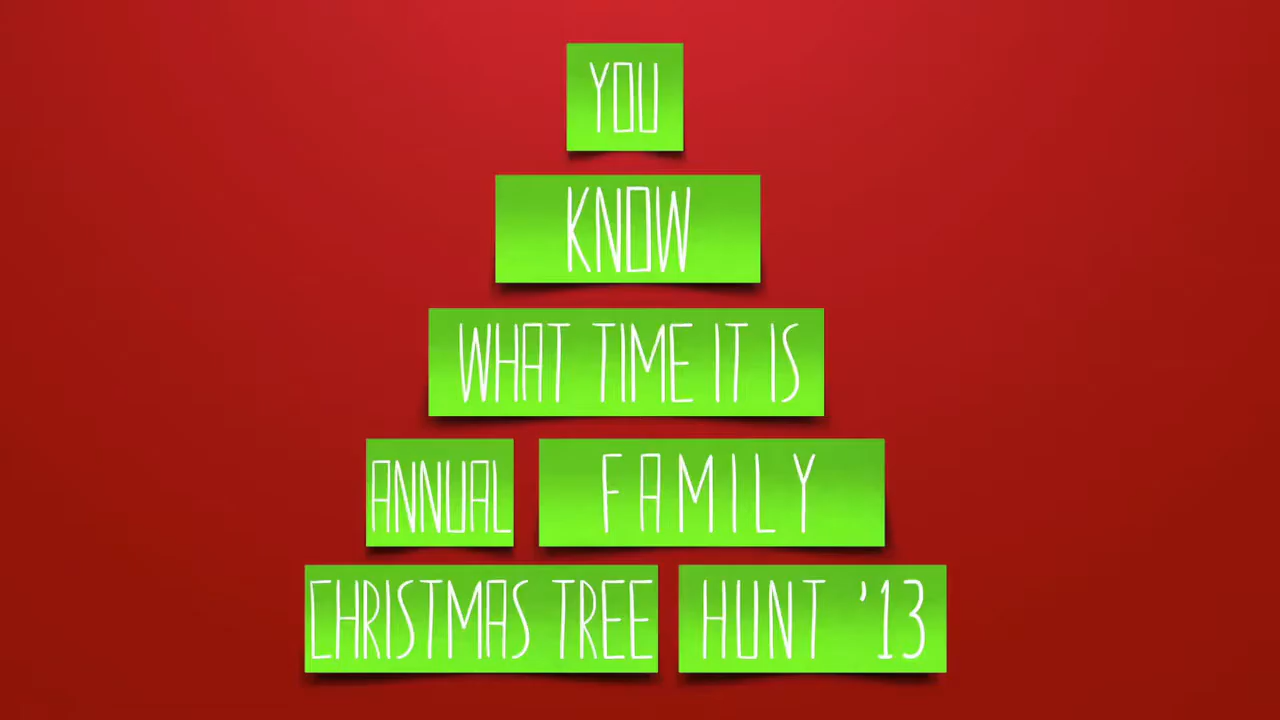 YOU
KNOW
WHAT TIME IT IS
ANNUAL FAMILY
CHRISTMAS TREE HUNT '13